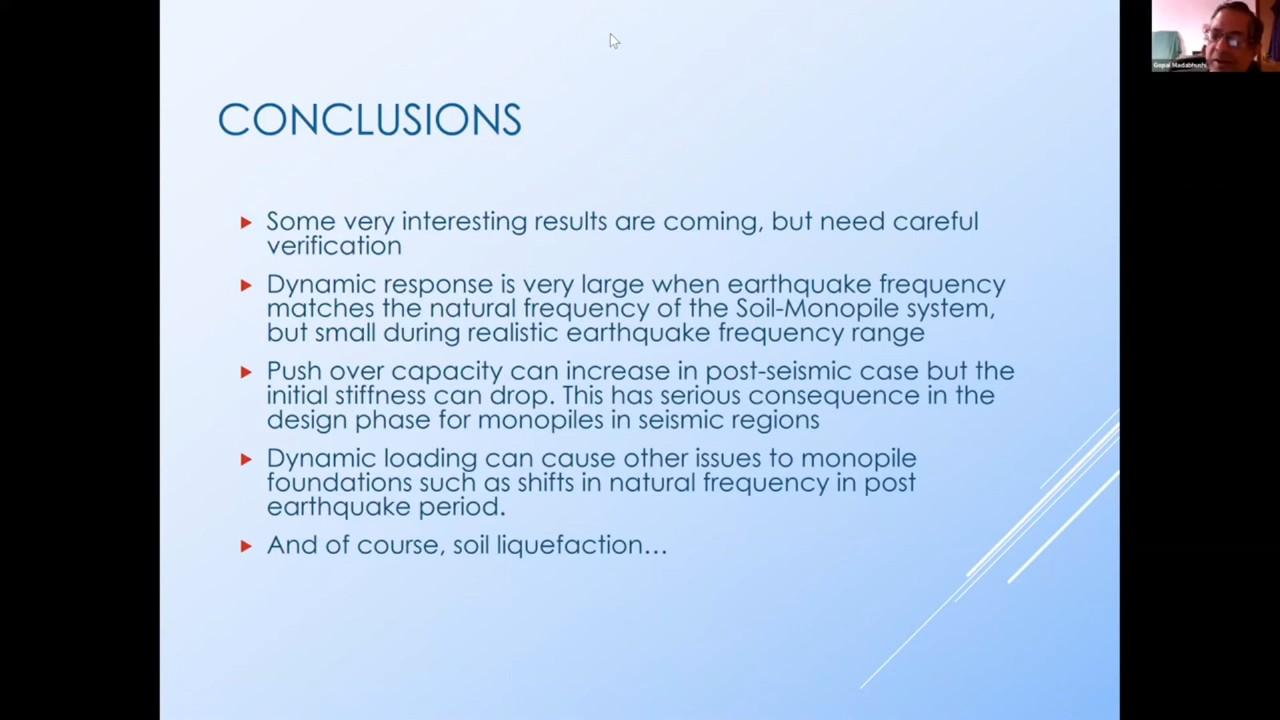 CONCLUSIONS
Some very interesting results are coming, but need careful
verification
Dynamic response is very large when earthquake frequency
matches the natural frequency of the Soil-Monopile system,
but small during realistic earthquake frequency range
Push over capacity can increase in post-seismic case but the
initial stiffness can drop. This has serious consequence in the
design phase for monopiles in seismic regions
Dynamic loading can cause other issues to monopile
foundations such as shifts in natural frequency in post
earthquake period.
And of course, soil liquefaction…
Gopal Madabhushi